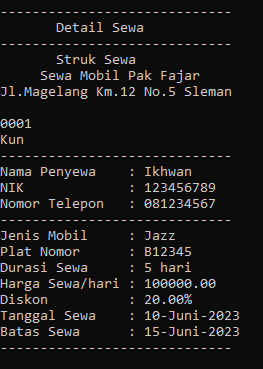 -----------------------------
Detail Sewa
-----------------------------
Struk Sewa
Sewa Mobil Pak Fajar
Jl.Magelang Km.12 No.5 Sleman

0001
Kun
-----------------------------
Nama Penyewa    : Ikhwan
NIK             : 123456789
Nomor Telepon   : 081234567
-----------------------------
Jenis Mobil     : Jazz
Plat Nomor      : B12345
Durasi Sewa     : 5 hari
Harga Sewa/hari : 100000.00
Diskon          : 20.00%
Tanggal Sewa    : 10-Juni-2023
Batas Sewa      : 15-Juni-2023
-----------------------------